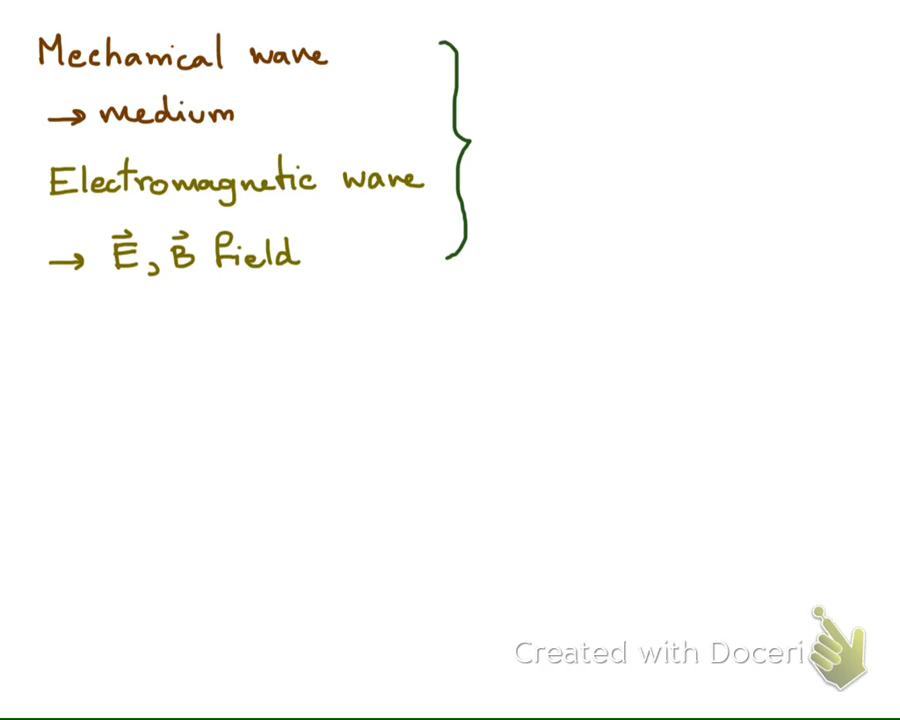 Mechanical wave
→ medium
Electromagnetic wave
→ E⃗, B⃗ field
Created with Doceri